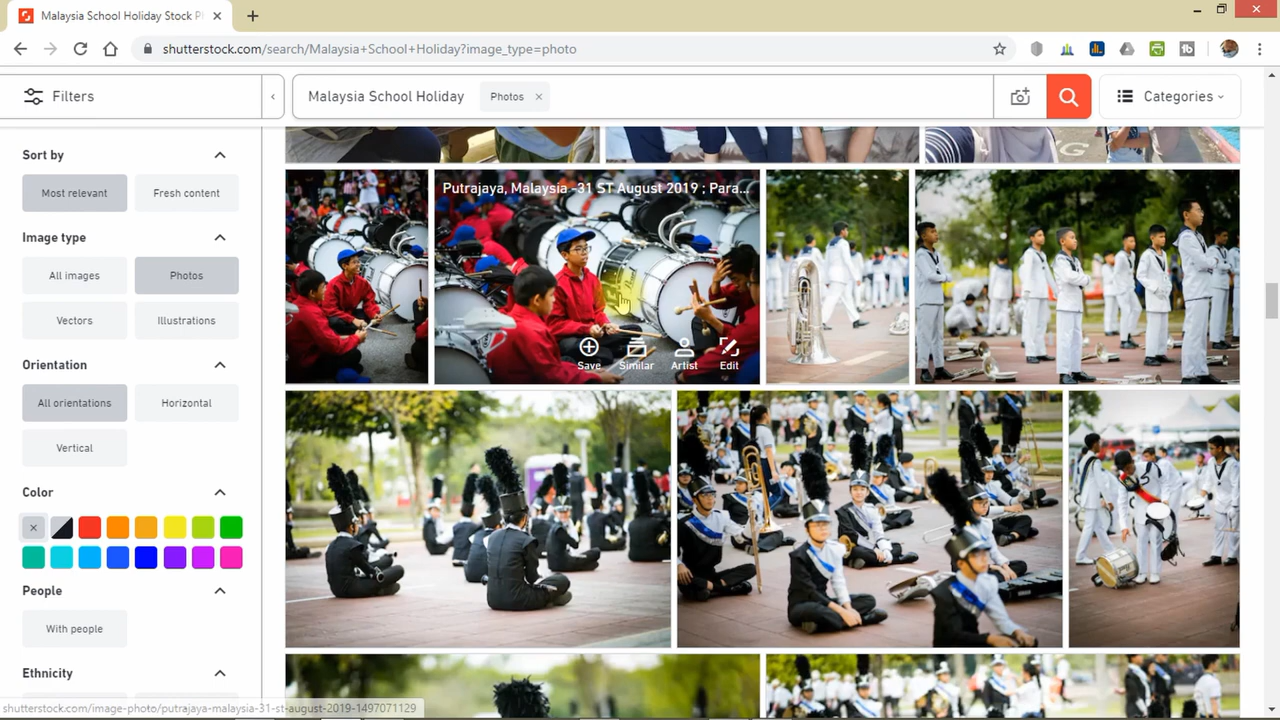 Malaysia School Holiday Stock P
shutterstock.com/search/Malaysia+School+Holiday?image_type=photo
Filters
Malaysia School Holiday
Photos
Categories
Sort by
Most relevant
Fresh content
Image type
All images
Photos
Vectors
Illustrations
Orientation
All orientations
Horizontal
Vertical
Color
People
With people
Ethnicity
Putrajaya, Malaysia -31 ST August 2019 ; Para...
Save
Similar
Artist
Edit
shutterstock.com/image-photo/putrajaya-malaysia-31-st-august-2019-1497071129